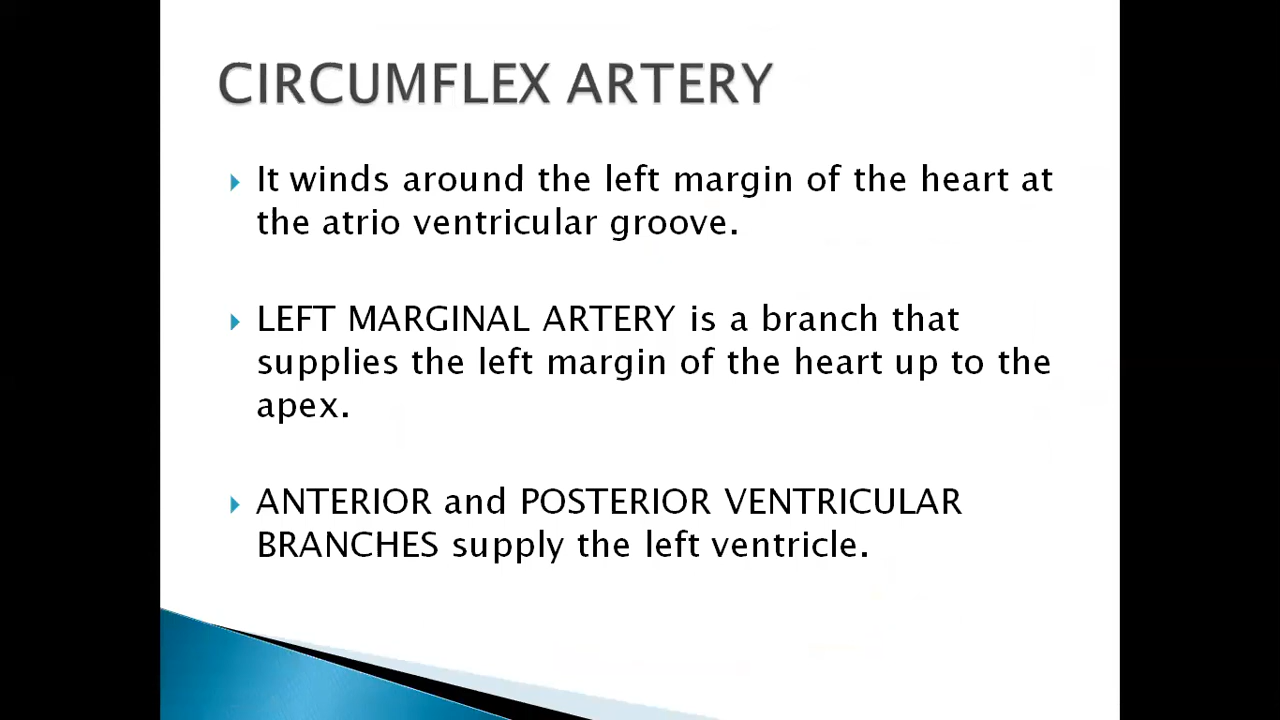 CIRCUMFLEX ARTERY
It winds around the left margin of the heart at
the atrio ventricular groove.
LEFT MARGINAL ARTERY is a branch that
supplies the left margin of the heart up to the
apex.
ANTERIOR and POSTERIOR VENTRICULAR
BRANCHES supply the left ventricle.